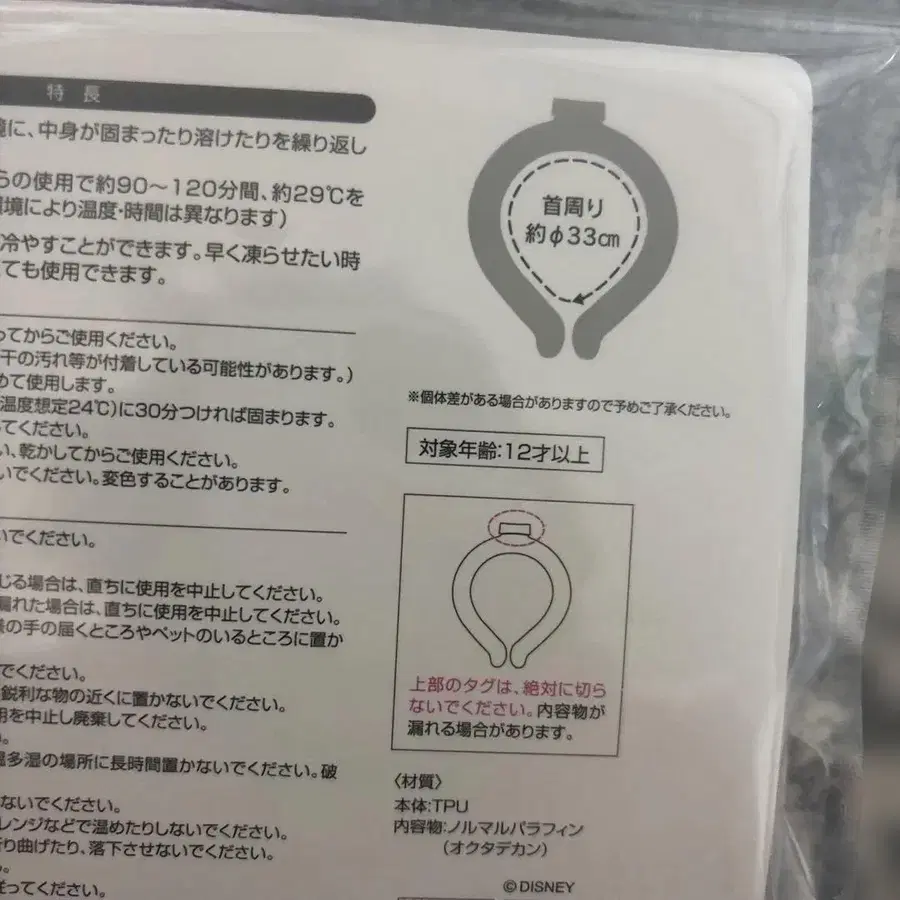 特 長
境に、中身が固まったり溶けたりを繰り返し
らの使用で約90〜120分間、約29℃を
環境により温度・時間は異なります)
冷やすことができます。早く凍らせたい時
ても使用できます。
ってからご使用ください。
干の汚れ等が付着している可能性があります。)
めて使用します。
温度想定24℃)に30分つければ固まります。
てください。
い、乾かしてからご使用ください。
いでください。変色することがあります。
いでください。
じる場合は、直ちに使用を中止してください。
漏れた場合は、直ちに使用を中止してください。
様の手の届くところやペットのいるところに置か
でください。
鋭利な物の近くに置かないでください。
用を中止し廃棄してください。
温多湿の場所に長時間置かないでください。破
ないでください。
レンジなどで温めたりしないでください。
折り曲げたり、落下させないでください。
従ってください。
首周り
約φ33cm
※個体差がある場合がありますので予めご了承ください。
対象年齢:12才以上
上部のタグは、絶対に切ら
ないでください。内容物が
漏れる場合があります。
〈材質〉
本体:TPU
内容物:ノルマルパラフィン
(オクタデカン)
©DISNEY